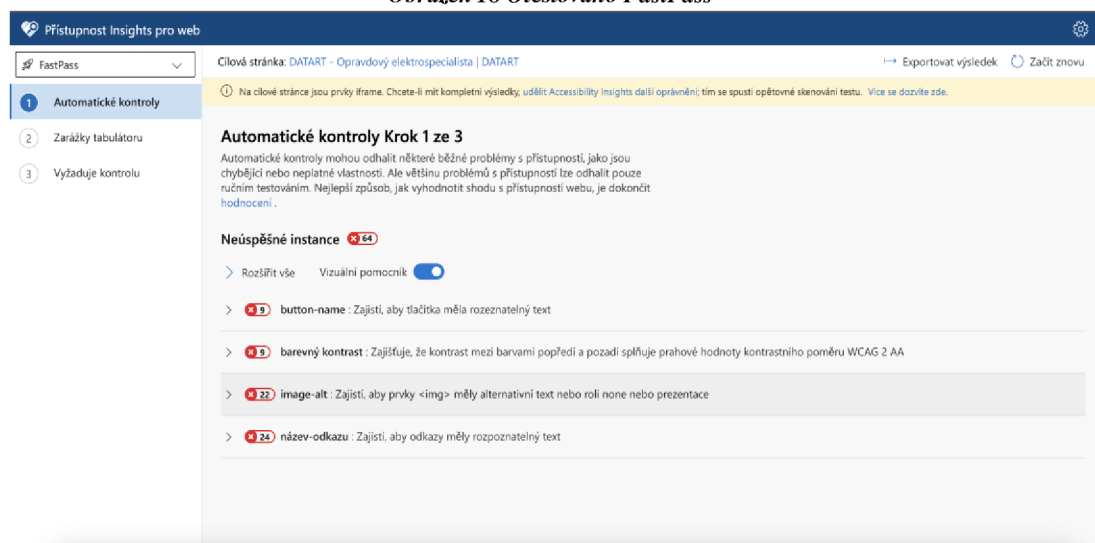 Přístupnost Insights pro web
FastPass
Cílová stránka: DATART - Opravdový elektrospecialista | DATART
Exportovat výsledek
Začít znovu
Na cílové stránce jsou prvky iframe. Chcete-li mít kompletní výsledky, udělit Accessibility Insights další oprávnění; tím se spustí opětovné skenování testu. Více se dozvíte zde.
1 Automatické kontroly
2 Zarážky tabulátoru
3 Vyžaduje kontrolu
Automatické kontroly Krok 1 ze 3
Automatické kontroly mohou odhalit některé běžné problémy s přístupností, jako jsou
chybějící nebo neplatné vlastnosti. Ale většinu problémů s přístupností lze odhalit pouze
ručním testováním. Nejlepší způsob, jak vyhodnotit shodu s přístupností webu, je dokončit
hodnocení .
Neúspěšné instance 64
Rozšířit vše Vizuální pomocník
9 button-name : Zajistí, aby tlačítka měla rozeznatelný text
9 barevný kontrast : Zajišťuje, že kontrast mezi barvami popředí a pozadí splňuje prahové hodnoty kontrastního poměru WCAG 2 AA
22 image-alt : Zajistí, aby prvky <img> měly alternativní text nebo roli none nebo prezentace
24 název-odkazu : Zajistí, aby odkazy měly rozpoznatelný text